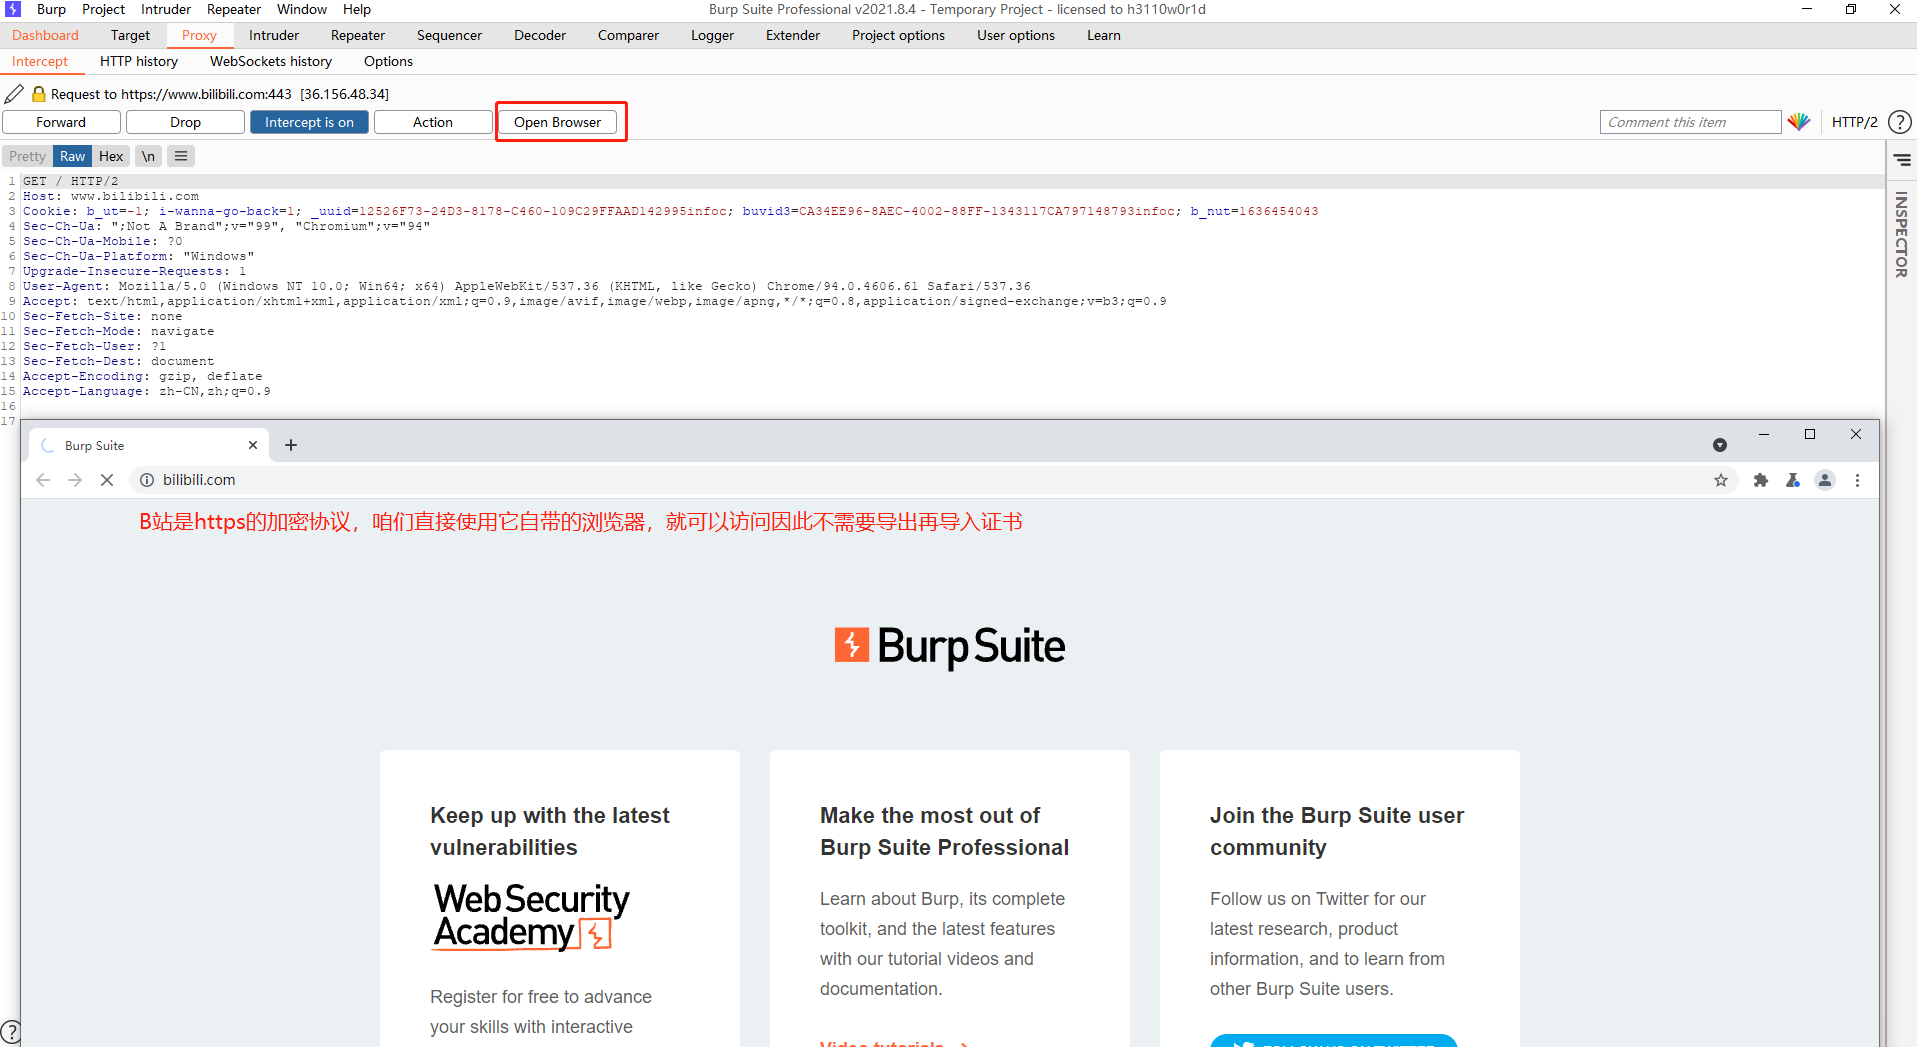 Burp Project Intruder Repeater Window Help
Burp Suite Professional v2021.8.4 - Temporary Project - licensed to h3110w0r1d
Dashboard Target Proxy Intruder Repeater Sequencer Decoder Comparer Logger Extender Project options User options Learn
Intercept HTTP history WebSockets history Options
Request to https://www.bilibili.com:443 [36.156.48.34]
Forward Drop Intercept is on Action Open Browser Comment this item HTTP/2 ?
Pretty Raw Hex \n
INSPECTOR
1 GET / HTTP/2
2 Host: www.bilibili.com
3 Cookie: b_ut=-1; i-wanna-go-back=1; _uuid=12526F73-24D3-8178-C460-109C29FFAAD142995infoc; buvid3=CA34EE96-8AEC-4002-88FF-1343117CA797148793infoc; b_nut=1636454043
4 Sec-Ch-Ua: ";Not A Brand";v="99", "Chromium";v="94"
5 Sec-Ch-Ua-Mobile: ?0
6 Sec-Ch-Ua-Platform: "Windows"
7 Upgrade-Insecure-Requests: 1
8 User-Agent: Mozilla/5.0 (Windows NT 10.0; Win64; x64) AppleWebKit/537.36 (KHTML, like Gecko) Chrome/94.0.4606.61 Safari/537.36
9 Accept: text/html,application/xhtml+xml,application/xml;q=0.9,image/avif,image/webp,image/apng,*/*;q=0.8,application/signed-exchange;v=b3;q=0.9
10 Sec-Fetch-Site: none
11 Sec-Fetch-Mode: navigate
12 Sec-Fetch-User: ?1
13 Sec-Fetch-Dest: document
14 Accept-Encoding: gzip, deflate
15 Accept-Language: zh-CN,zh;q=0.9
16
17
Burp Suite
bilibili.com
B站是https的加密协议，咱们直接使用它自带的浏览器，就可以访问因此不需要导出再导入证书
Burp Suite
Keep up with the latest
vulnerabilities
Web Security
Academy
Register for free to advance
your skills with interactive
Make the most out of
Burp Suite Professional
Learn about Burp, its complete
toolkit, and the latest features
with our tutorial videos and
documentation.
Video tutorials
Join the Burp Suite user
community
Follow us on Twitter for our
latest research, product
information, and to learn from
other Burp Suite users.
FOLLOW US ON TWITTER
?